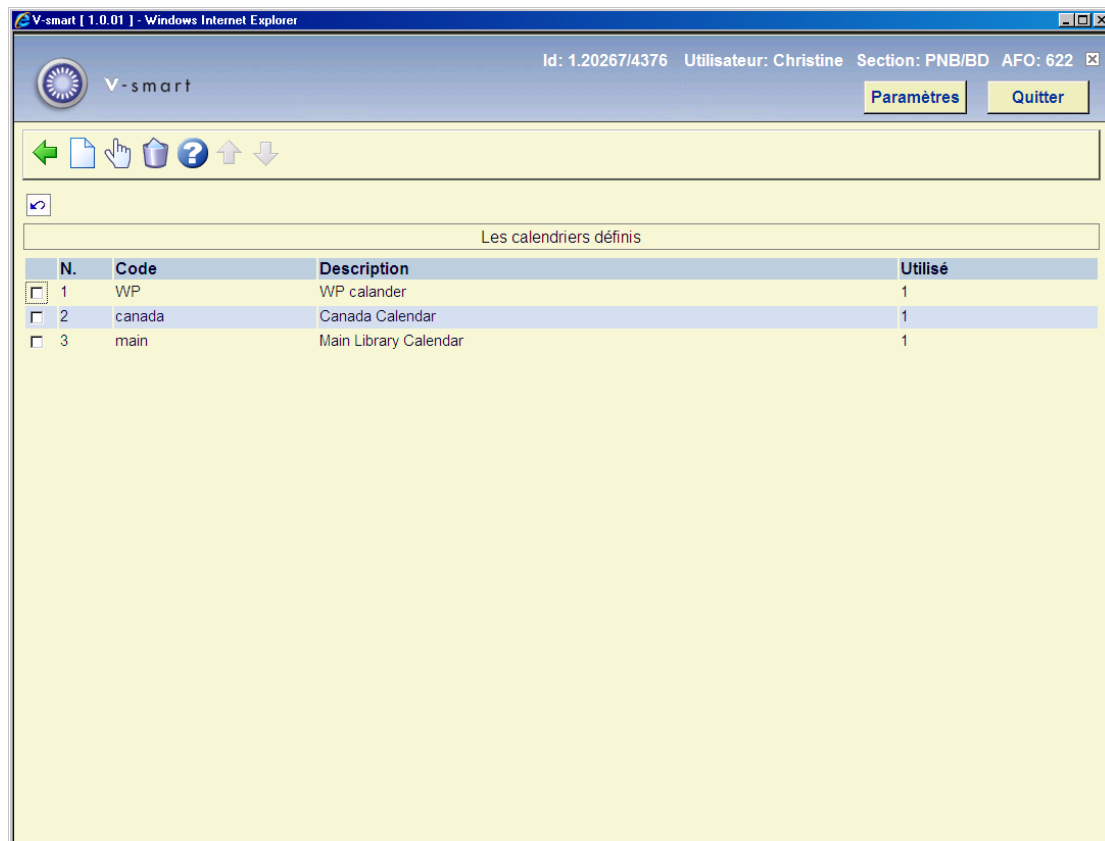 V-smart [ 1.0.01 ] - Windows Internet Explorer
Id: 1.20267/4376 Utilisateur: Christine Section: PNB/BD AFO: 622
V-smart
Paramètres Quitter
Les calendriers définis
N. Code Description Utilisé
1 WP WP calander 1
2 canada Canada Calendar 1
3 main Main Library Calendar 1